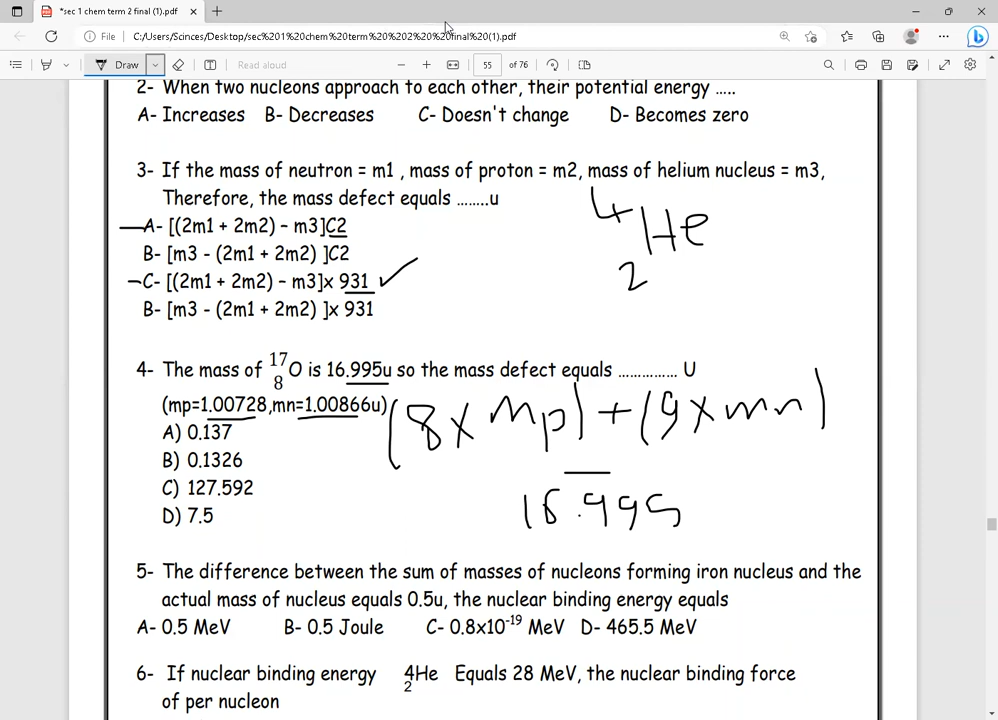 *sec 1 chem term 2 final (1).pdf
File C:/Users/Scinces/Desktop/sec%201%20chem%20term%20%202%20%20final%20(1).pdf
Draw Read aloud 55 of 76
2- When two nucleons approach to each other, their potential energy …..
A- Increases B- Decreases C- Doesn't change D- Becomes zero
3- If the mass of neutron = m1 , mass of proton = m2, mass of helium nucleus = m3,
Therefore, the mass defect equals ……..u
A- [(2m1 + 2m2) – m3]C2
B- [m3 - (2m1 + 2m2) ]C2
C- [(2m1 + 2m2) – m3]x 931
B- [m3 - (2m1 + 2m2) ]x 931
4
2 He
4- The mass of 17 8 O is 16.995u so the mass defect equals …………… U
(mp=1.00728,mn=1.00866u)
(8 x mp) + (9 x mn)
A) 0.137
B) 0.1326
C) 127.592
D) 7.5
— 16.995
5- The difference between the sum of masses of nucleons forming iron nucleus and the
actual mass of nucleus equals 0.5u, the nuclear binding energy equals
A- 0.5 MeV B- 0.5 Joule C- 0.8x10-19 MeV D- 465.5 MeV
6- If nuclear binding energy 4 2 He Equals 28 MeV, the nuclear binding force
of per nucleon